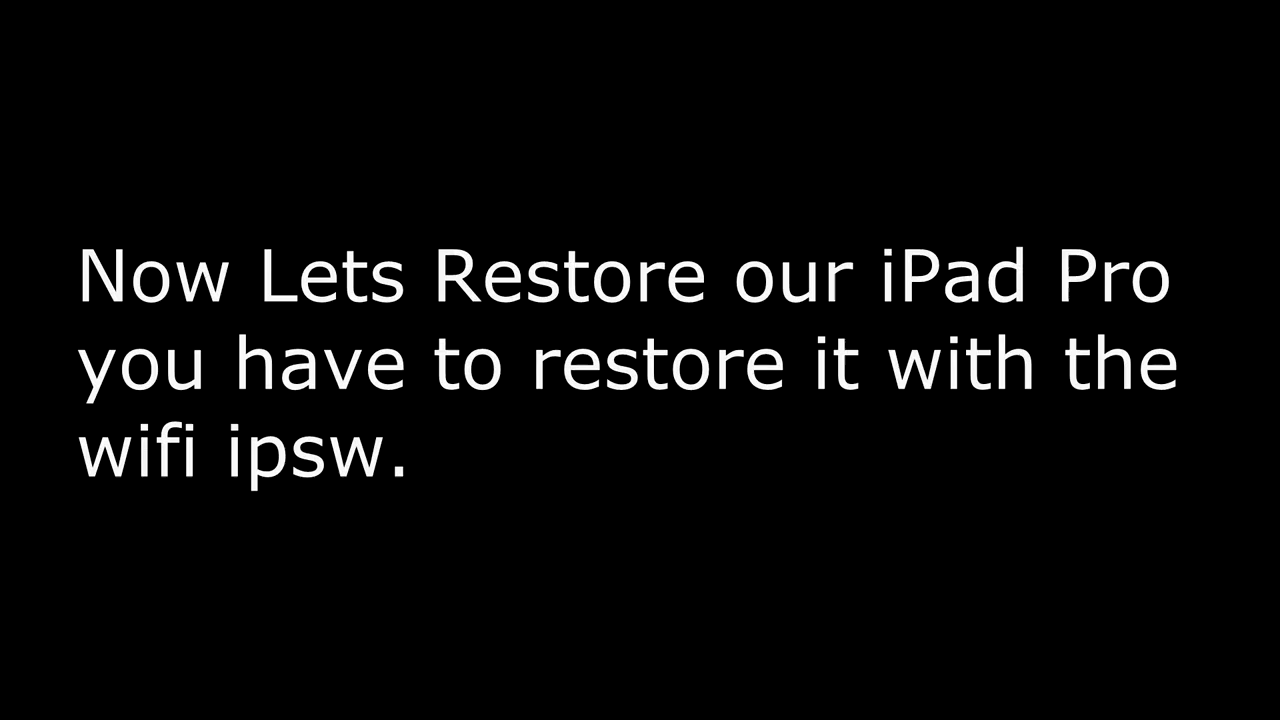 Now Lets Restore our iPad Pro
you have to restore it with the
wifi ipsw.